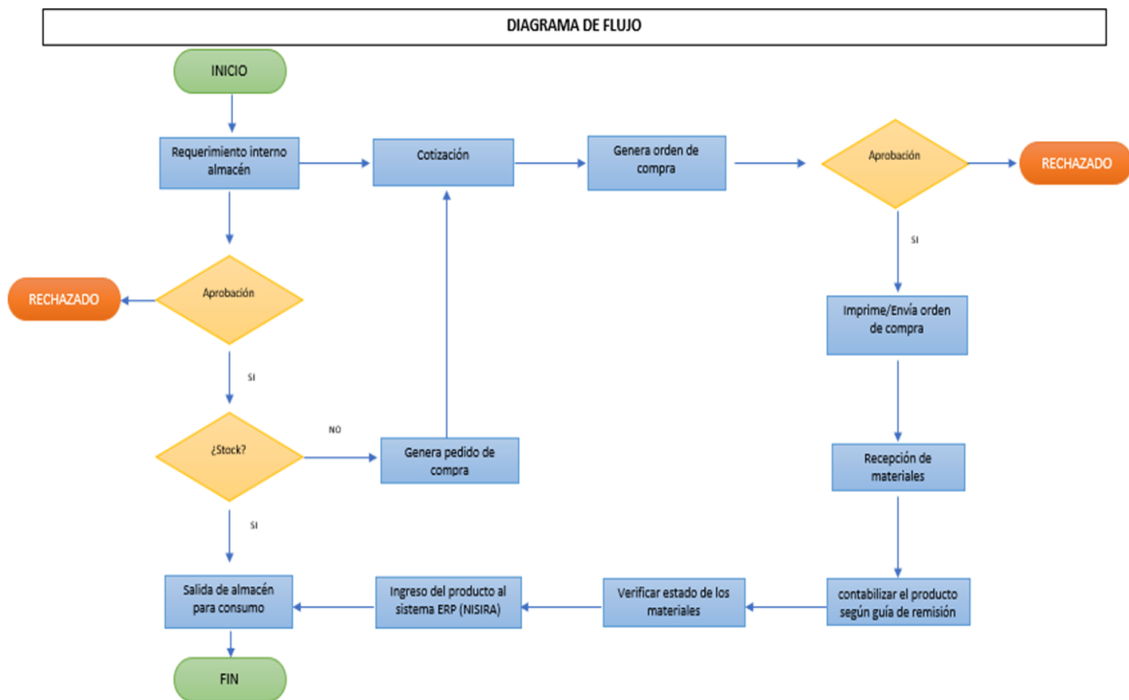 DIAGRAMA DE FLUJO
INICIO
Requerimiento interno
almacén
Cotización
Genera orden de
compra
Aprobación
RECHAZADO
SI
RECHAZADO
Aprobación
Imprime/Envía orden
de compra
SI
¿Stock?
NO
Genera pedido de
compra
Recepción de
materiales
SI
Salida de almacén
para consumo
Ingreso del producto al
sistema ERP (NISIRA)
Verificar estado de los
materiales
contabilizar el producto
según guía de remisión
FIN